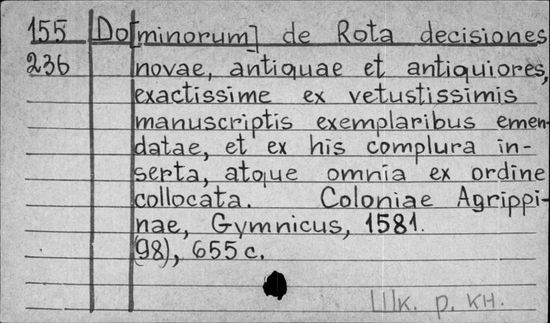 155 Do[minorum] de Rota decisiones
236 novae, antiquae et antiquiores,
exactissime ex vetustissimis
manuscriptis exemplaribus emen-
datae, et ex his complura in-
serta, atque omnia ex ordine
collocata. Coloniae Agrippi-
nae, Gymnicus, 1581.
(98), 655 c.
Шк. р. кн.